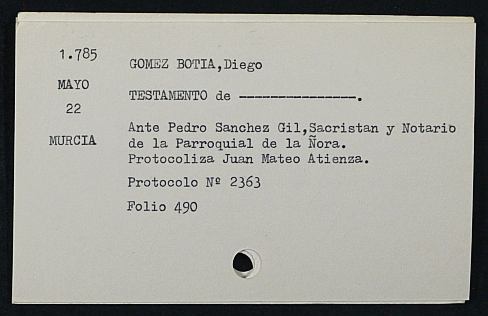 1.785
MAYO
22
MURCIA
GOMEZ BOTIA,Diego
TESTAMENTO de ---------------.
Ante Pedro Sanchez Gil,Sacristan y Notario
de la Parroquial de la Ñora.
Protocoliza Juan Mateo Atienza.
Protocolo Nº 2363
Folio 490